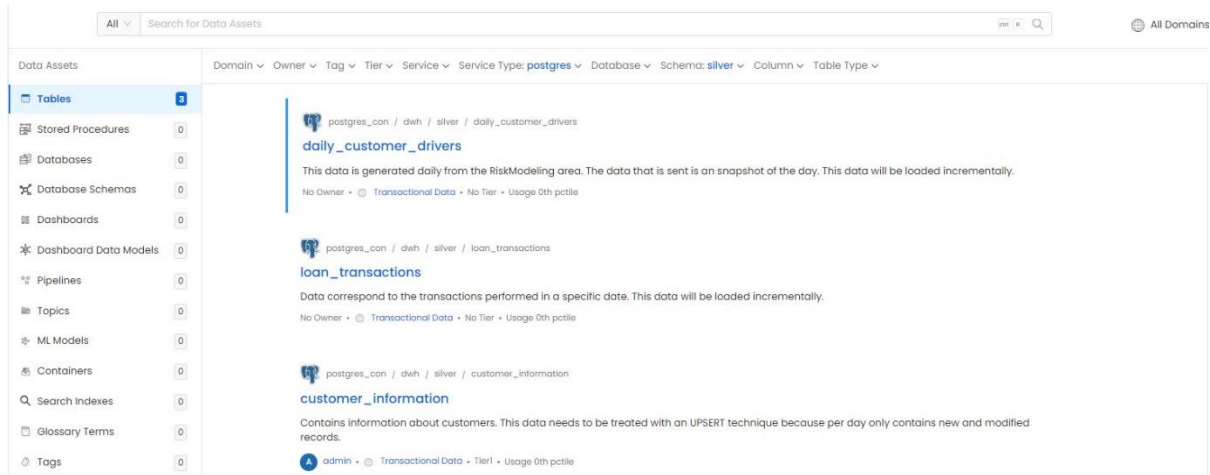 All Search for Data Assets ctrl K All Domains
Data Assets
Domain Owner Tag Tier Service Service Type: postgres Database Schema: silver Column Table Type
Tables 3
Stored Procedures 0
Databases 0
Database Schemas 0
Dashboards 0
Dashboard Data Models 0
Pipelines 0
Topics 0
ML Models 0
Containers 0
Search Indexes 0
Glossary Terms 0
Tags 0
postgres_con / dwh / silver / daily_customer_drivers
daily_customer_drivers
This data is generated daily from the RiskModeling area. The data that is sent is an snapshot of the day. This data will be loaded incrementally.
No Owner • Transactional Data • No Tier • Usage 0th pctile
postgres_con / dwh / silver / loan_transactions
loan_transactions
Data correspond to the transactions performed in a specific date. This data will be loaded incrementally.
No Owner • Transactional Data • No Tier • Usage 0th pctile
postgres_con / dwh / silver / customer_information
customer_information
Contains information about customers. This data needs to be treated with an UPSERT technique because per day only contains new and modified
records.
A admin • Transactional Data • Tier1 • Usage 0th pctile